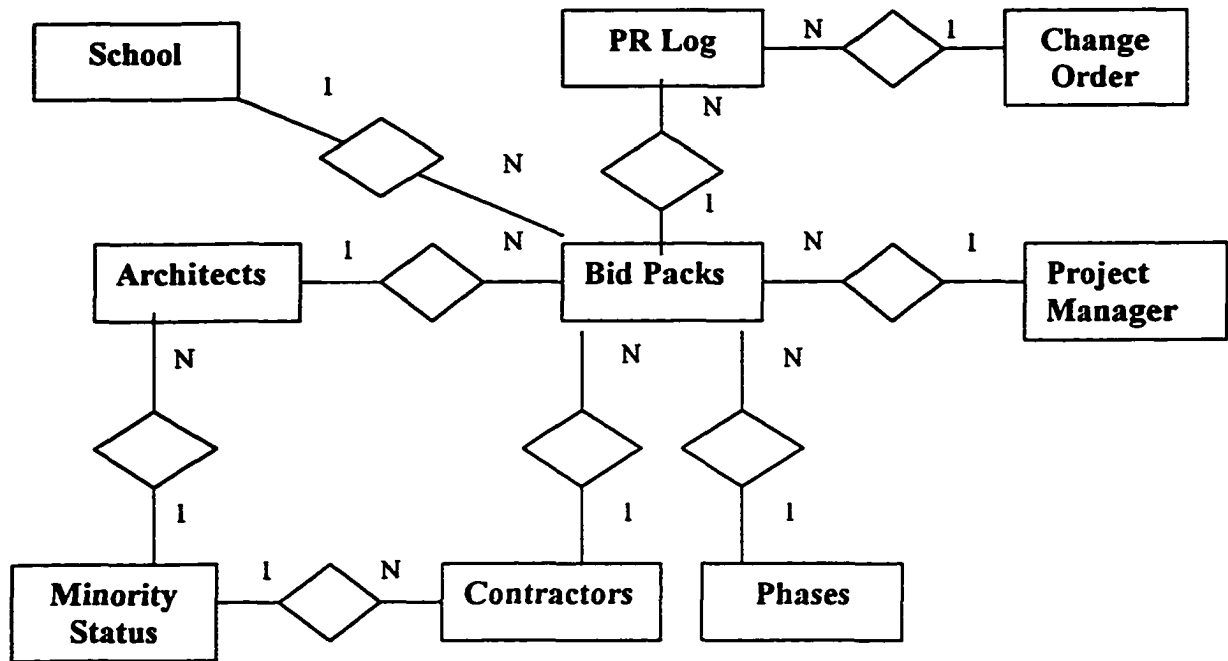 School
PR Log
N
1
Change
Order
1
N
N
1
Architects
1
N
Bid Packs
N
1
Project
Manager
N
N
N
1
1
1
Minority
Status
1
N
Contractors
Phases